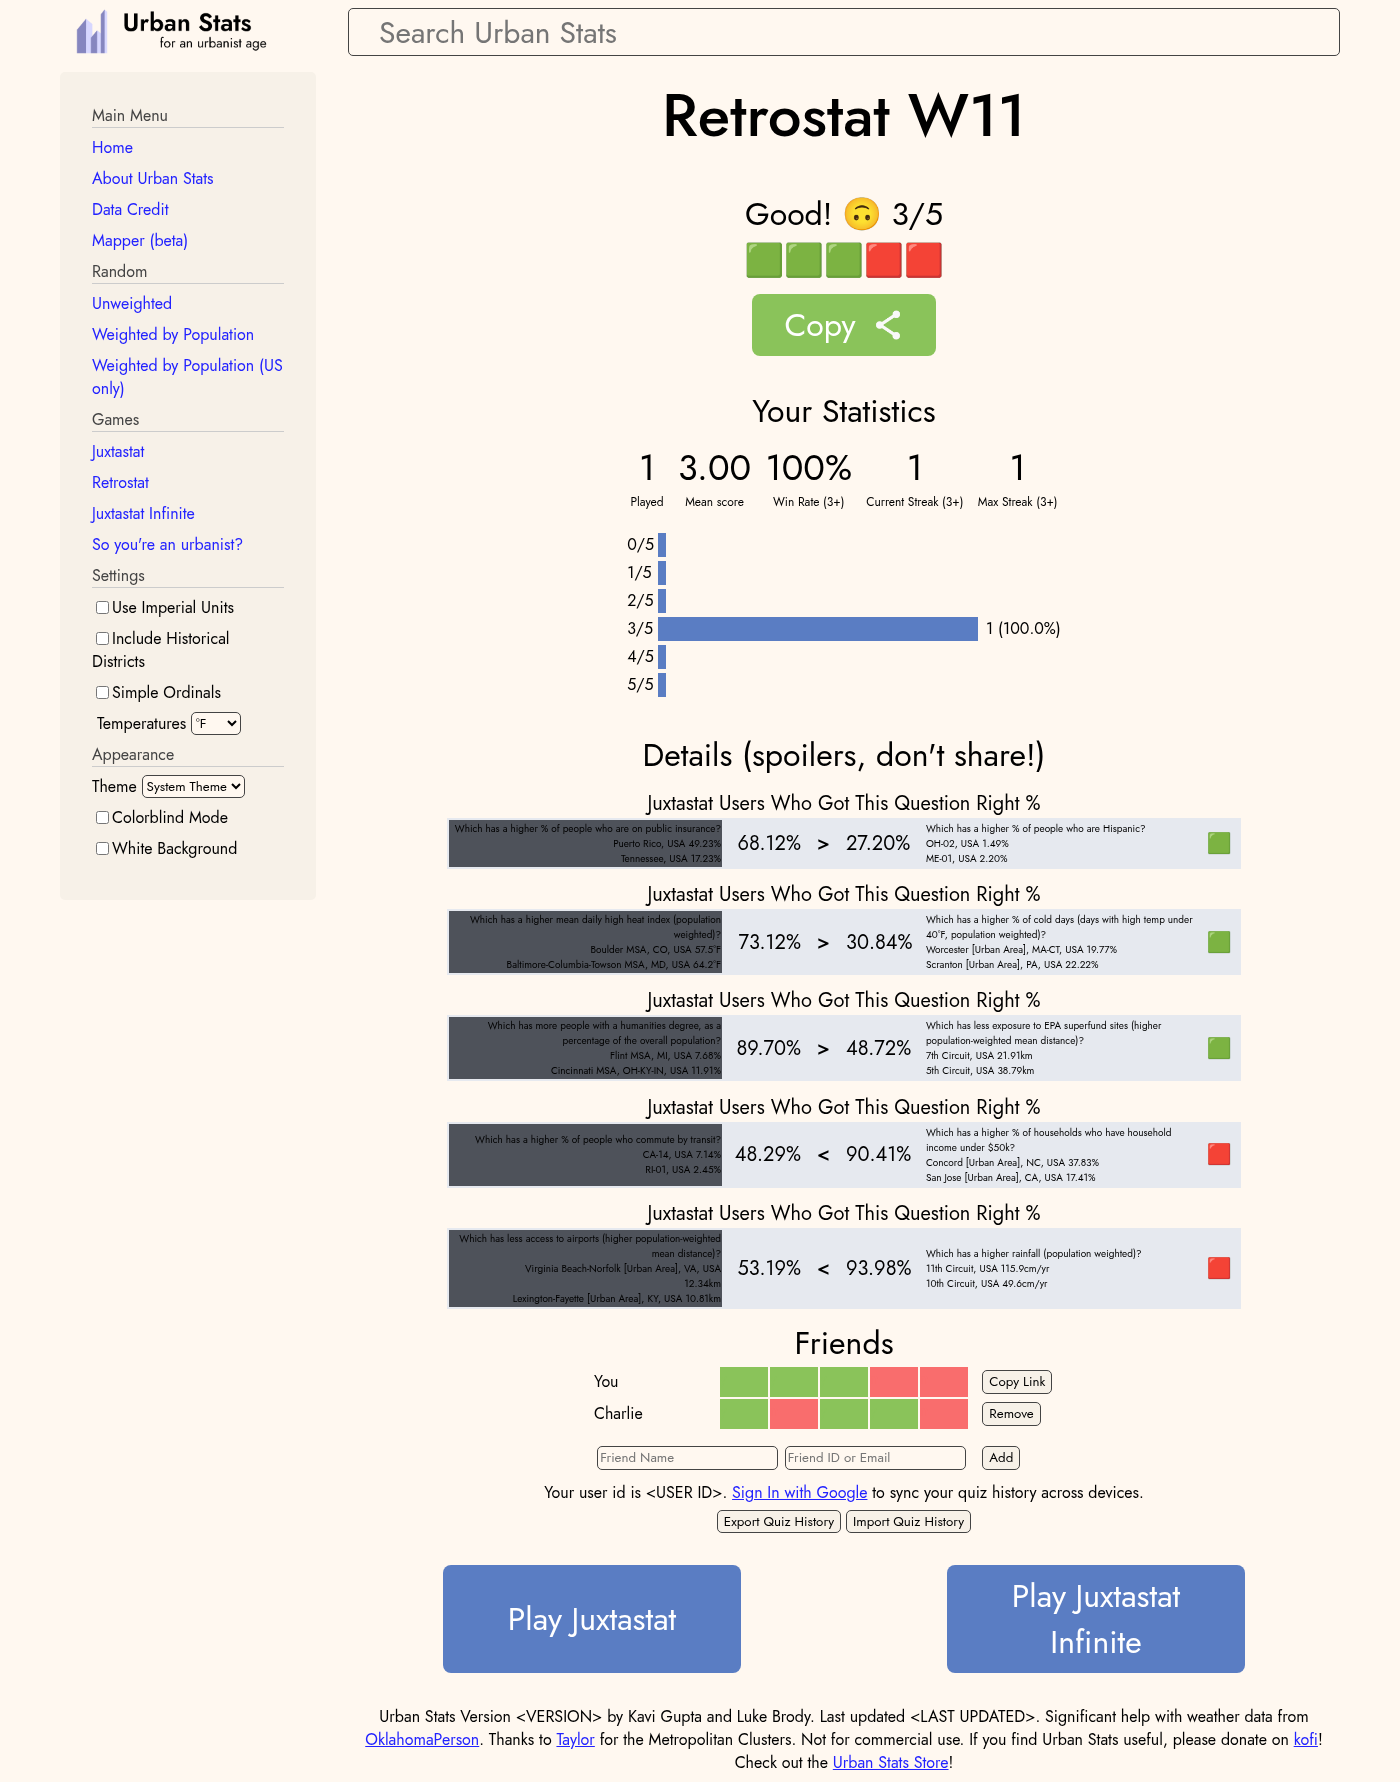 Urban Stats
for an urbanist age
Search Urban Stats
Main Menu
Home
About Urban Stats
Data Credit
Mapper (beta)
Random
Unweighted
Weighted by Population
Weighted by Population (US
only)
Games
Juxtastat
Retrostat
Juxtastat Infinite
So you're an urbanist?
Settings
Use Imperial Units
Include Historical
Districts
Simple Ordinals
Temperatures °F
Appearance
Theme System Theme
Colorblind Mode
White Background
Retrostat W11
Good! 🙃 3/5
🟩🟩🟩🟥🟥
Copy
Your Statistics
1 3.00 100% 1 1
Played Mean score Win Rate (3+) Current Streak (3+) Max Streak (3+)
0/5
1/5
2/5
3/5 1 (100.0%)
4/5
5/5
Details (spoilers, don't share!)
Juxtastat Users Who Got This Question Right %
Which has a higher % of people who are on public insurance?
Puerto Rico, USA 49.23%
Tennessee, USA 17.23%
68.12% > 27.20%
Which has a higher % of people who are Hispanic?
OH-02, USA 1.49%
ME-01, USA 2.20%
🟩
Juxtastat Users Who Got This Question Right %
Which has a higher mean daily high heat index (population
weighted)?
Boulder MSA, CO, USA 57.5°F
Baltimore-Columbia-Towson MSA, MD, USA 64.2°F
73.12% > 30.84%
Which has a higher % of cold days (days with high temp under
40°F, population weighted)?
Worcester [Urban Area], MA-CT, USA 19.77%
Scranton [Urban Area], PA, USA 22.22%
🟩
Juxtastat Users Who Got This Question Right %
Which has more people with a humanities degree, as a
percentage of the overall population?
Flint MSA, MI, USA 7.68%
Cincinnati MSA, OH-KY-IN, USA 11.91%
89.70% > 48.72%
Which has less exposure to EPA superfund sites (higher
population-weighted mean distance)?
7th Circuit, USA 21.91km
5th Circuit, USA 38.79km
🟩
Juxtastat Users Who Got This Question Right %
Which has a higher % of people who commute by transit?
CA-14, USA 7.14%
RI-01, USA 2.45%
48.29% < 90.41%
Which has a higher % of households who have household
income under $50k?
Concord [Urban Area], NC, USA 37.83%
San Jose [Urban Area], CA, USA 17.41%
🟥
Juxtastat Users Who Got This Question Right %
Which has less access to airports (higher population-weighted
mean distance)?
Virginia Beach-Norfolk [Urban Area], VA, USA
12.34km
Lexington-Fayette [Urban Area], KY, USA 10.81km
53.19% < 93.98%
Which has a higher rainfall (population weighted)?
11th Circuit, USA 115.9cm/yr
10th Circuit, USA 49.6cm/yr
🟥
Friends
You Copy Link
Charlie Remove
Friend Name Friend ID or Email Add
Your user id is <USER ID>. Sign In with Google to sync your quiz history across devices.
Export Quiz History Import Quiz History
Play Juxtastat
Play Juxtastat
Infinite
Urban Stats Version <VERSION> by Kavi Gupta and Luke Brody. Last updated <LAST UPDATED>. Significant help with weather data from
OklahomaPerson. Thanks to Taylor for the Metropolitan Clusters. Not for commercial use. If you find Urban Stats useful, please donate on kofi!
Check out the Urban Stats Store!